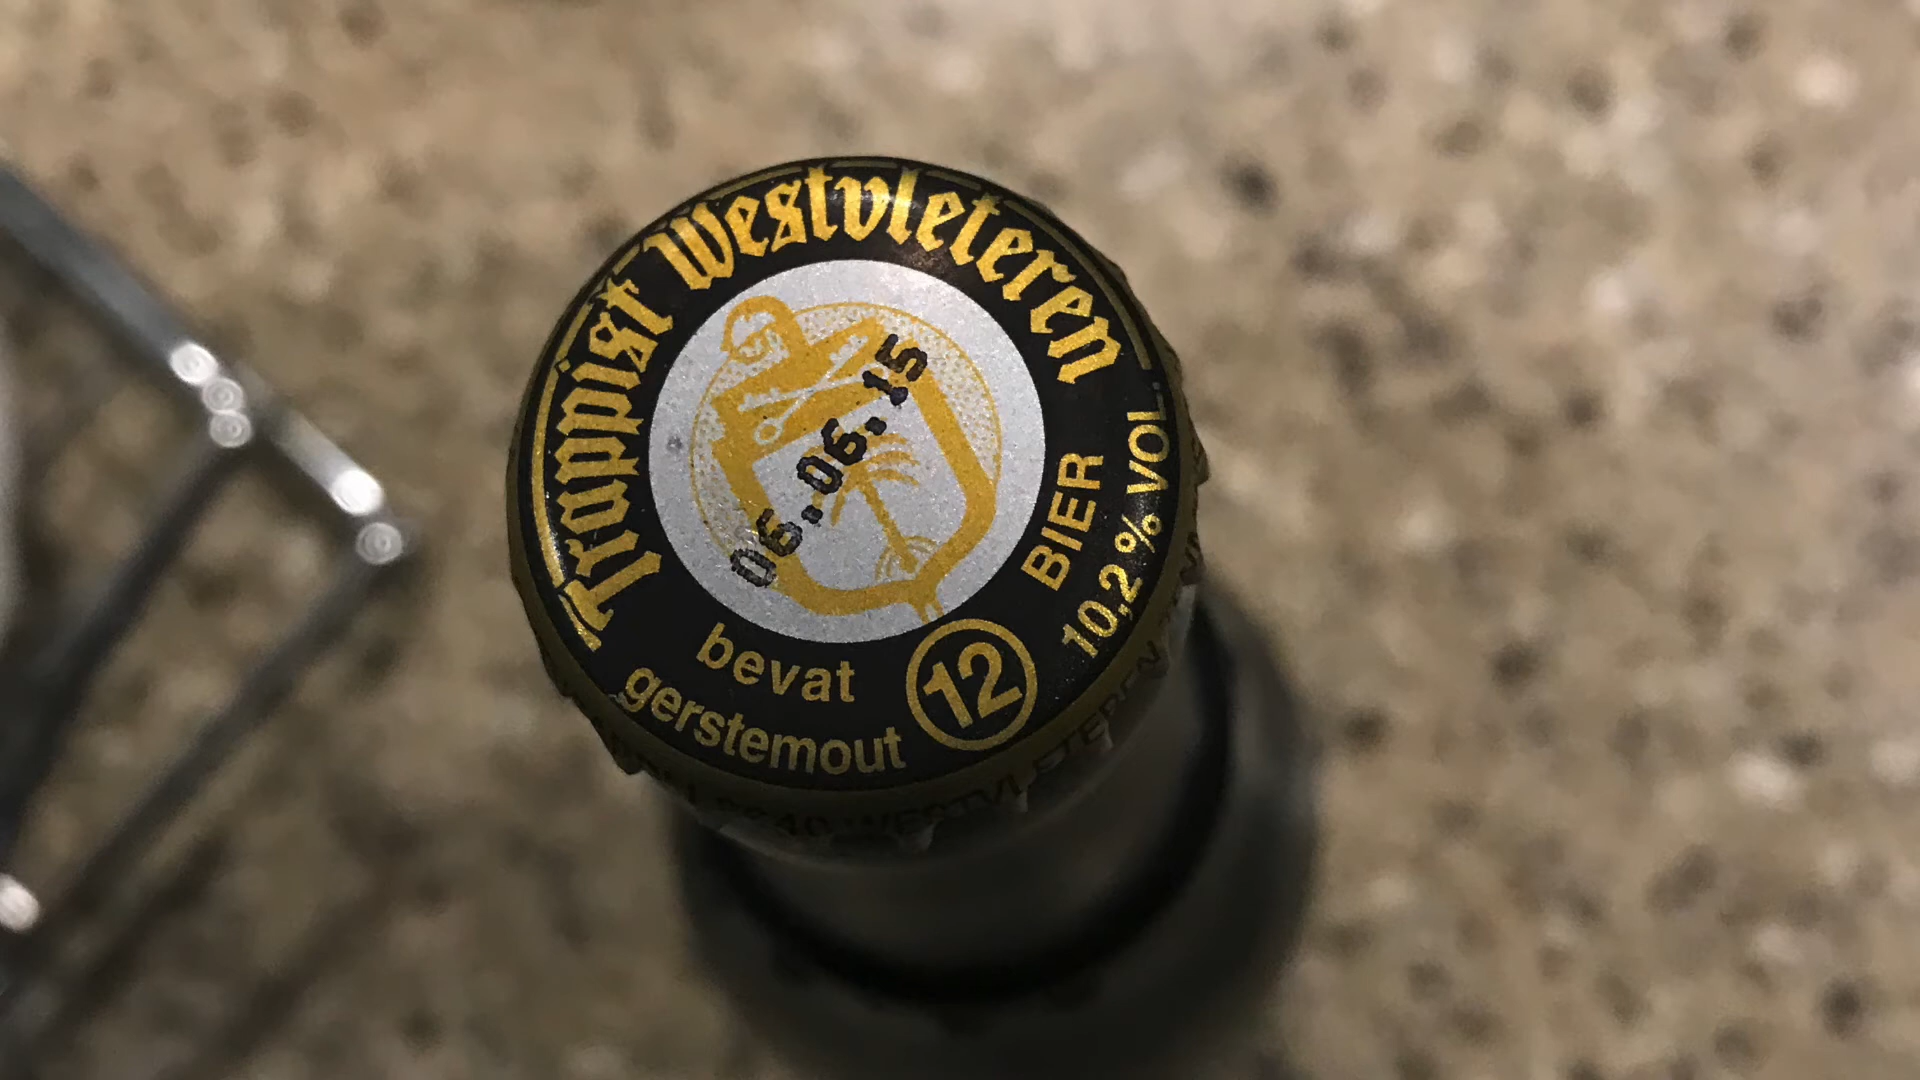 Trappist Westvleteren
06.06.15
BIER
10,2 % VOL.
12
bevat
gerstemout